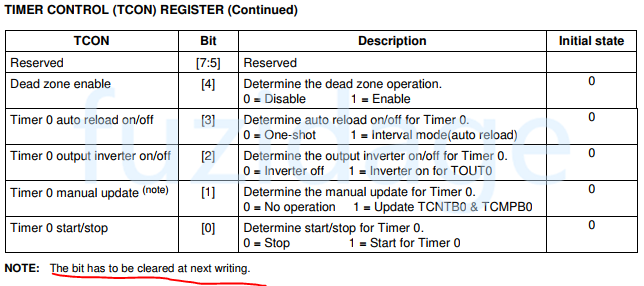 TIMER CONTROL (TCON) REGISTER (Continued)
TCON Bit Description Initial state
Reserved [7:5] Reserved
Dead zone enable [4] Determine the dead zone operation. 0
0 = Disable 1 = Enable
Timer 0 auto reload on/off [3] Determine auto reload on/off for Timer 0. 0
0 = One-shot 1 = Interval mode(auto reload)
Timer 0 output inverter on/off [2] Determine the output inverter on/off for Timer 0. 0
0 = Inverter off 1 = Inverter on for TOUT0
Timer 0 manual update (note) [1] Determine the manual update for Timer 0. 0
0 = No operation 1 = Update TCNTB0 & TCMPB0
Timer 0 start/stop [0] Determine start/stop for Timer 0. 0
0 = Stop 1 = Start for Timer 0
NOTE: The bit has to be cleared at next writing.
fuzidage